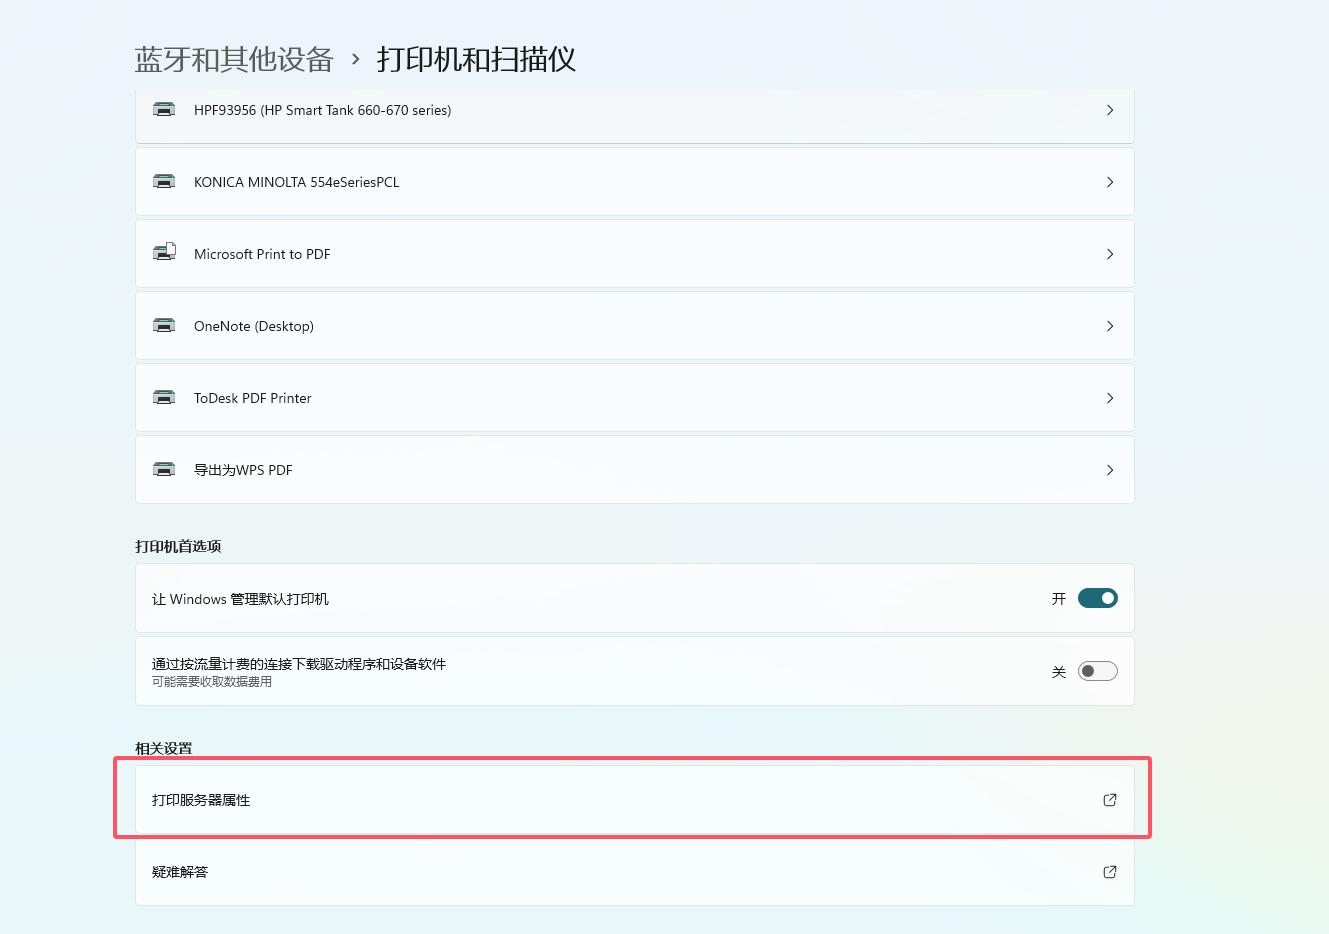 蓝牙和其他设备 › 打印机和扫描仪
HPF93956 (HP Smart Tank 660-670 series)
KONICA MINOLTA 554eSeriesPCL
Microsoft Print to PDF
OneNote (Desktop)
ToDesk PDF Printer
导出为WPS PDF
打印机首选项
让 Windows 管理默认打印机 开
通过按流量计费的连接下载驱动程序和设备软件
可能需要收取数据费用
关
相关设置
打印服务器属性
疑难解答